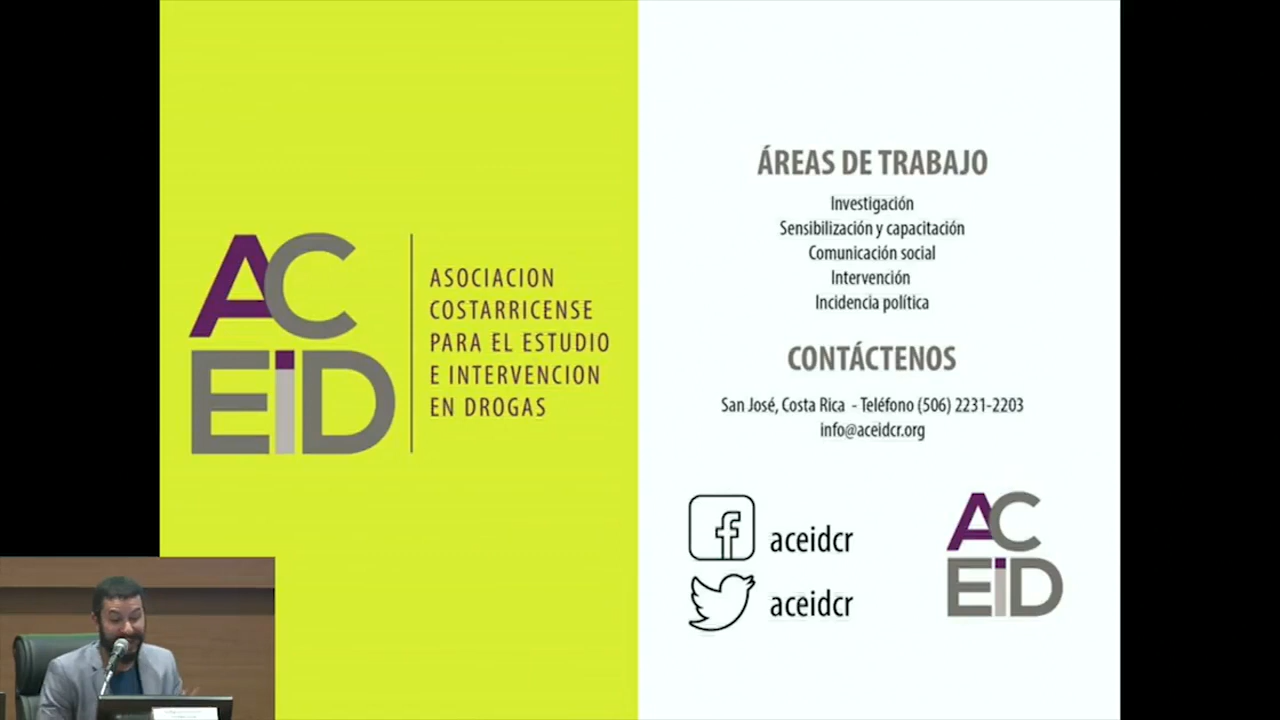 AC
EiD
ASOCIACION
COSTARRICENSE
PARA EL ESTUDIO
E INTERVENCION
EN DROGAS
ÁREAS DE TRABAJO
Investigación
Sensibilización y capacitación
Comunicación social
Intervención
Incidencia política
CONTÁCTENOS
San José, Costa Rica - Teléfono (506) 2231-2203
info@aceidcr.org
aceidcr
aceidcr
AC
EiD